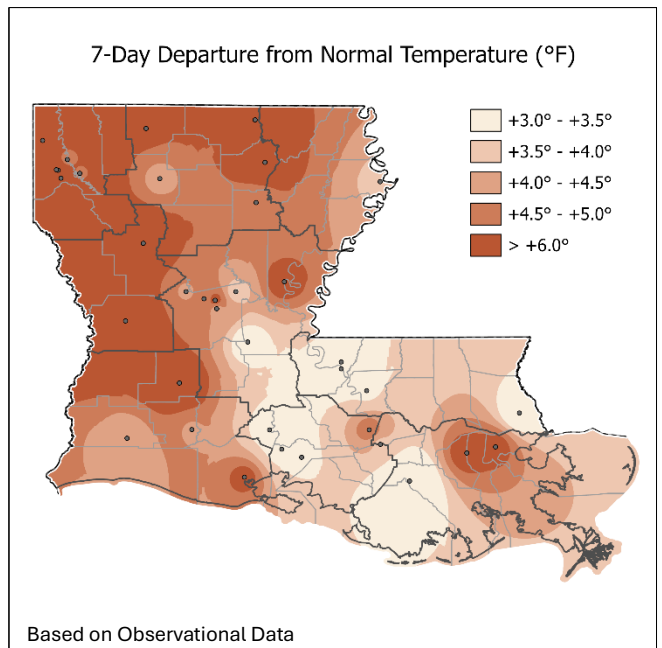 7-Day Departure from Normal Temperature (°F)
+3.0° - +3.5°
+3.5° - +4.0°
+4.0° - +4.5°
+4.5° - +5.0°
> +6.0°
Based on Observational Data